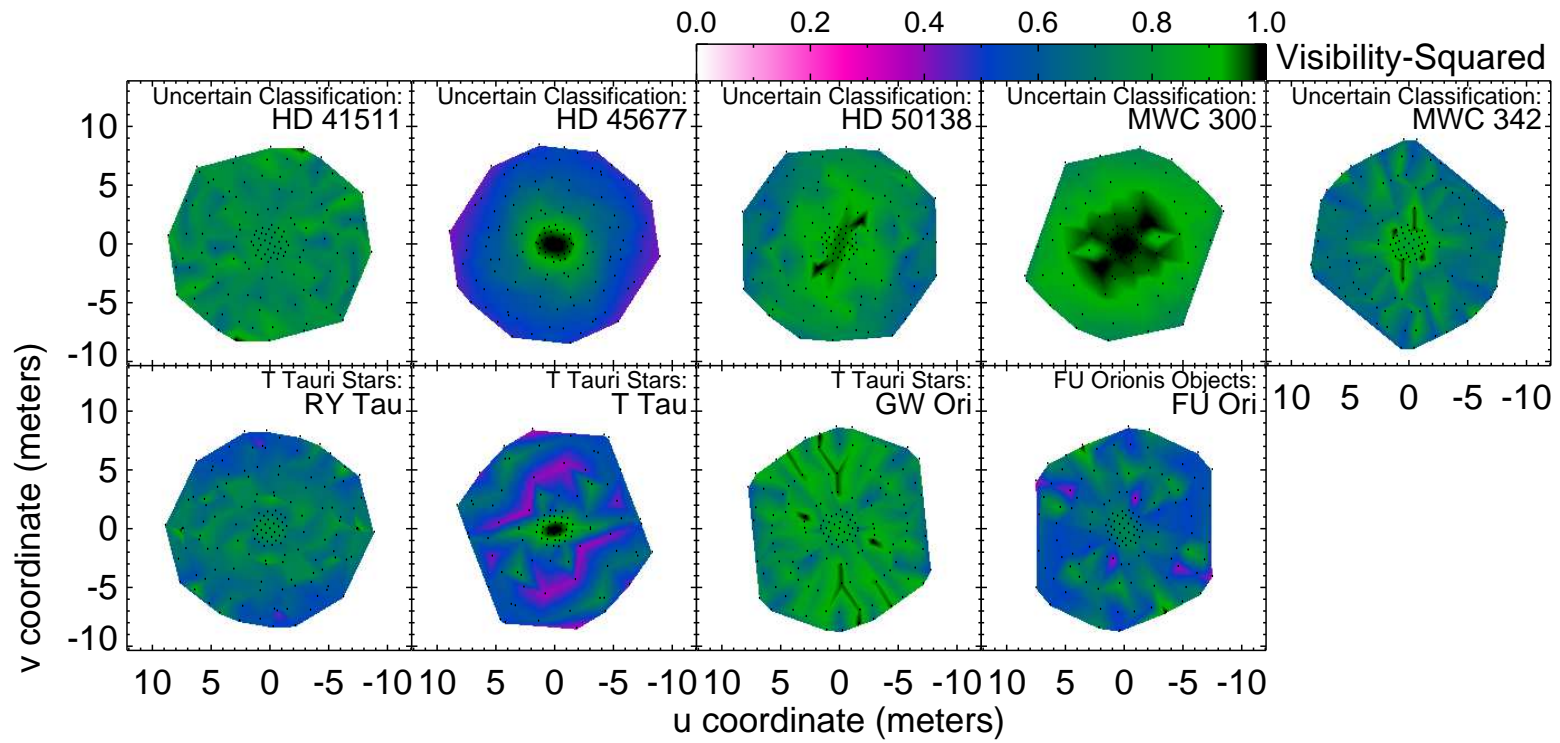 0.0 0.2 0.4 0.6 0.8 1.0
Visibility-Squared
Uncertain Classification:
HD 41511
Uncertain Classification:
HD 45677
Uncertain Classification:
HD 50138
Uncertain Classification:
MWC 300
Uncertain Classification:
MWC 342
10
5
0
-5
-10
T Tauri Stars:
RY Tau
T Tauri Stars:
T Tau
T Tauri Stars:
GW Ori
FU Orionis Objects:
FU Ori
10 5 0 -5 -10
10
5
0
-5
-10
v coordinate (meters)
10 5 0 -5 -10 10 5 0 -5 -10 10 5 0 -5 -10 10 5 0 -5 -10
u coordinate (meters)